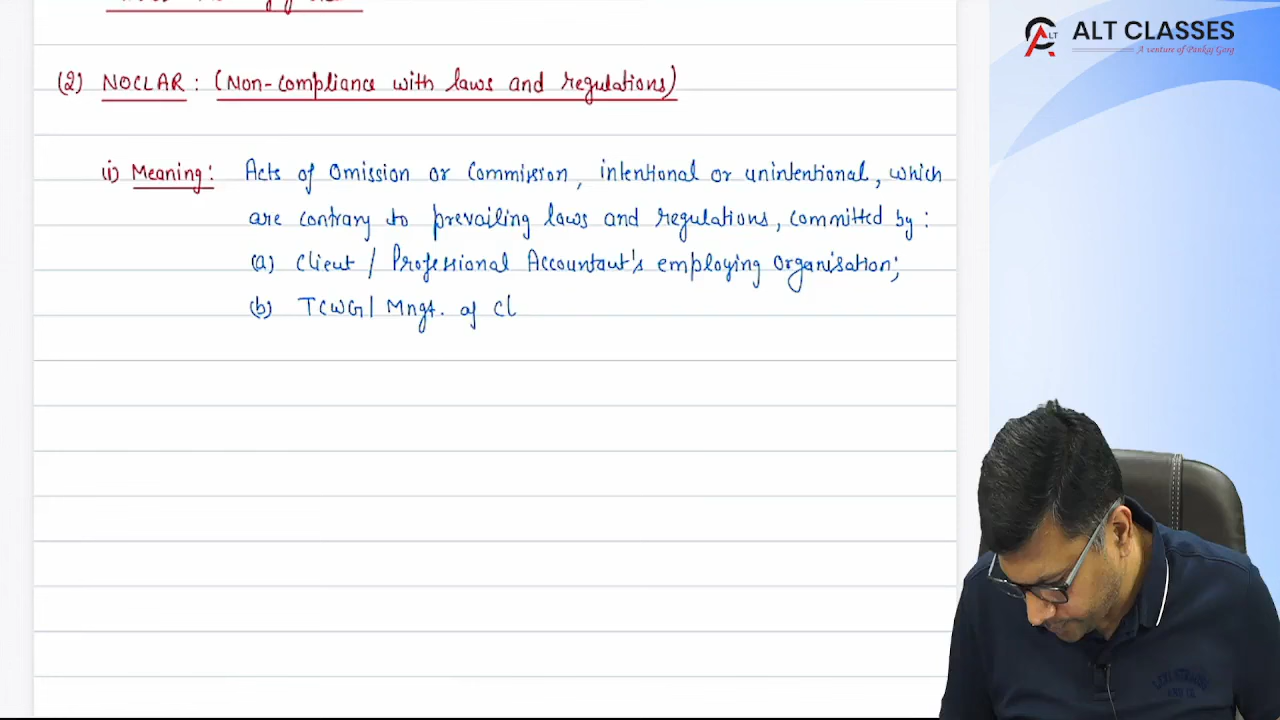 ALT CLASSES
A venture of Pankaj Garg
(2) NOCLAR : (Non-compliance with laws and regulations)
(i) Meaning : Acts of Omission or Commission, intentional or unintentional, which
are contrary to prevailing laws and regulations, committed by :
(a) Client / Professional Accountant's employing Organisation;
(b) TCWG / Mngt. of Cl